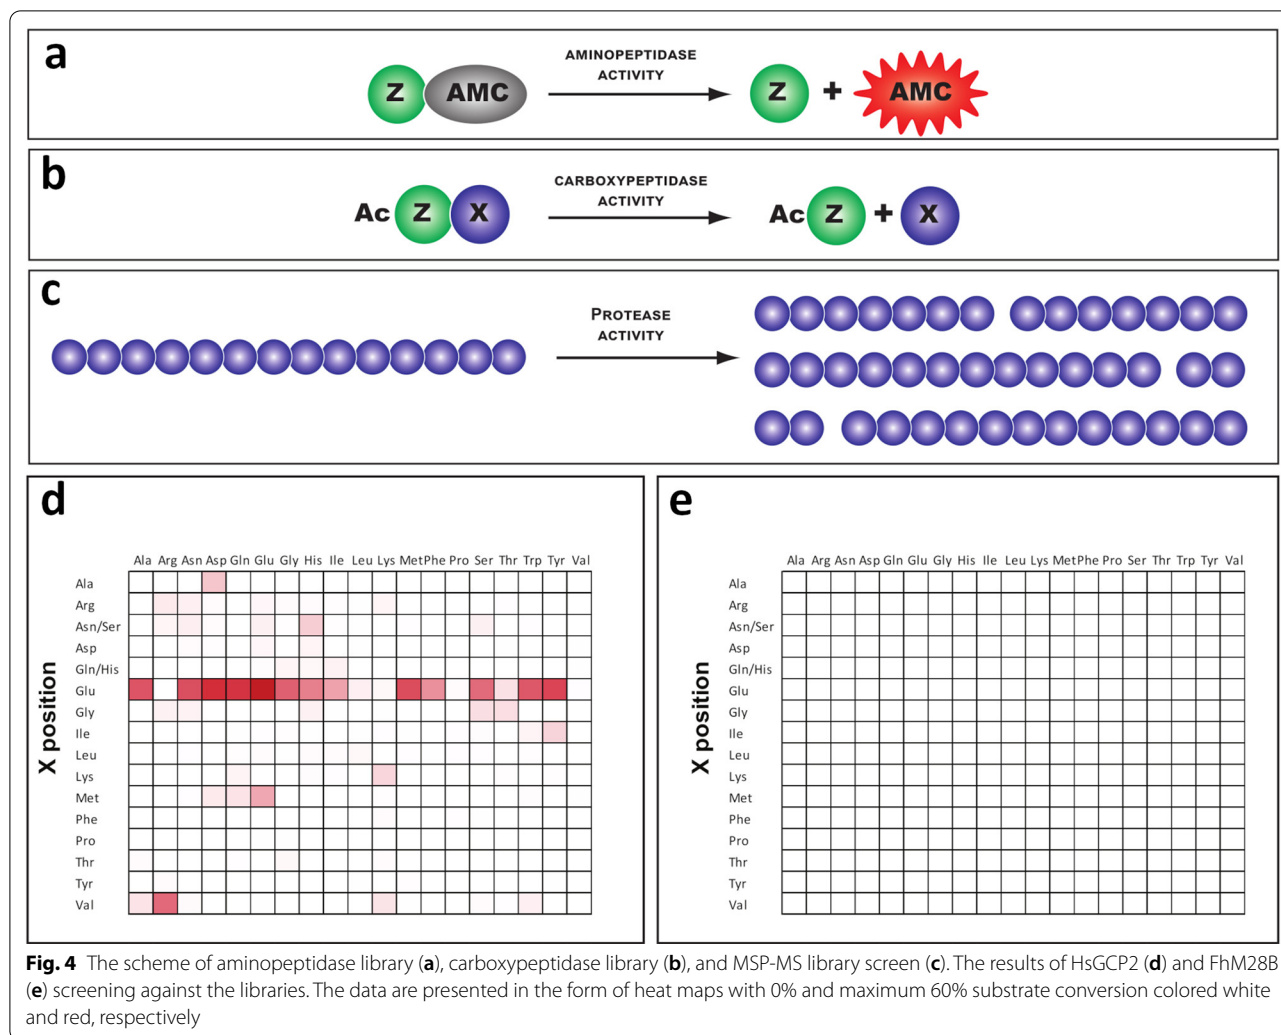 a
AMINOPEPTIDASE
ACTIVITY
Z AMC Z + AMC
b
CARBOXYPEPTIDASE
ACTIVITY
Ac Z X Ac Z + X
c
PROTEASE
ACTIVITY
d
Ala Arg Asn Asp Gln Glu Gly His Ile Leu Lys Met Phe Pro Ser Thr Trp Tyr Val
X position
Ala
Arg
Asn/Ser
Asp
Gln/His
Glu
Gly
Ile
Leu
Lys
Met
Phe
Pro
Thr
Tyr
Val
e
Ala Arg Asn Asp Gln Glu Gly His Ile Leu Lys Met Phe Pro Ser Thr Trp Tyr Val
X position
Ala
Arg
Asn/Ser
Asp
Gln/His
Glu
Gly
Ile
Leu
Lys
Met
Phe
Pro
Thr
Tyr
Val
Fig. 4 The scheme of aminopeptidase library (a), carboxypeptidase library (b), and MSP-MS library screen (c). The results of HsGCP2 (d) and FhM28B
(e) screening against the libraries. The data are presented in the form of heat maps with 0% and maximum 60% substrate conversion colored white
and red, respectively